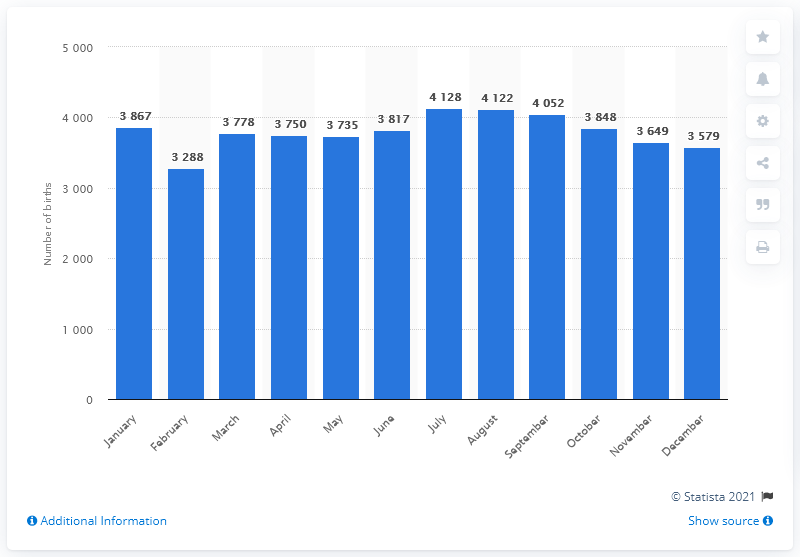 5 000
4 000
3 000
2 000
1 000
0
Number of births
3 867
3 288
3 778
3 750
3 735
3 817
4 128
4 122
4 052
3 848
3 649
3 579
January
February
March
April
May
June
July
August
September
October
November
December
© Statista 2021
Additional Information
Show source